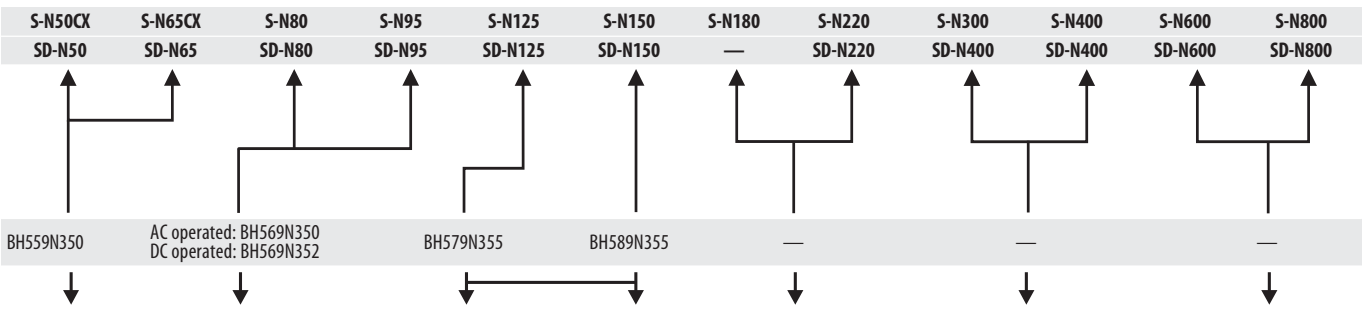 S-N50CX S-N65CX S-N80 S-N95 S-N125 S-N150 S-N180 S-N220 S-N300 S-N400 S-N600 S-N800
SD-N50 SD-N65 SD-N80 SD-N95 SD-N125 SD-N150 — SD-N220 SD-N400 SD-N400 SD-N600 SD-N800
BH559N350 AC operated: BH569N350 BH579N355 BH589N355 — — —
DC operated: BH569N352